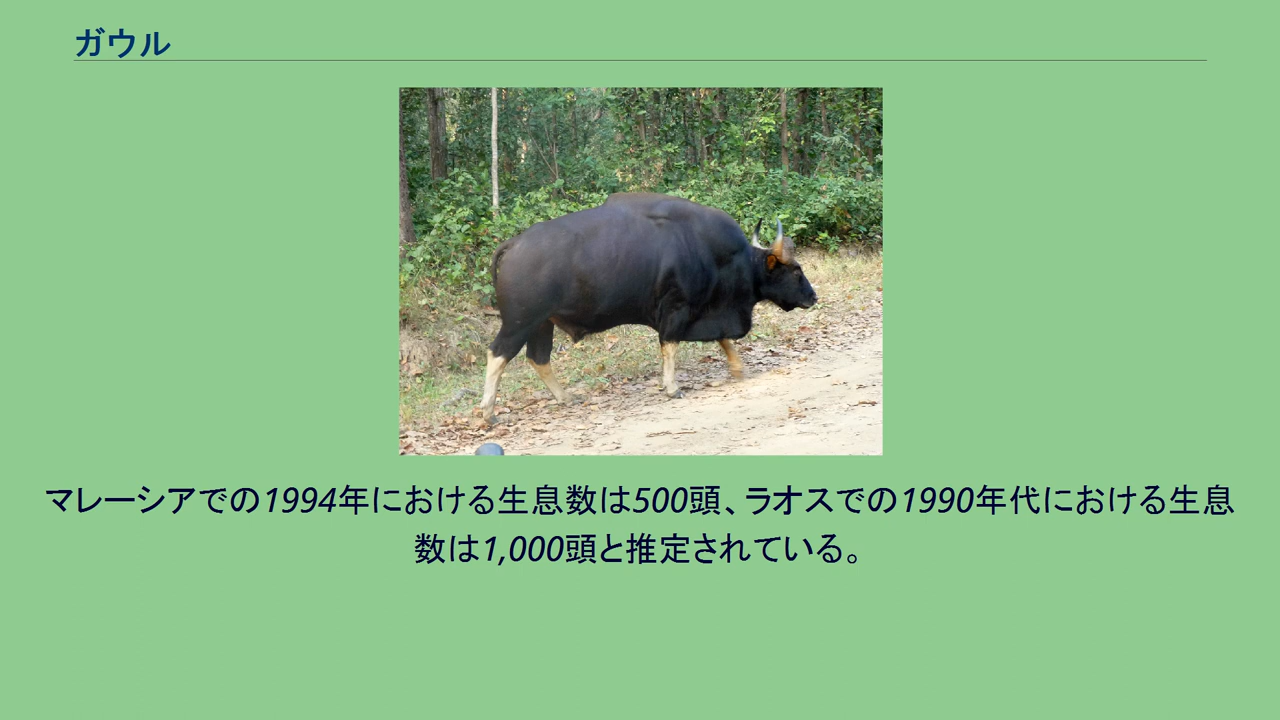 ガウル
マレーシアでの1994年における生息数は500頭、ラオスでの1990年代における生息
数は1,000頭と推定されている。